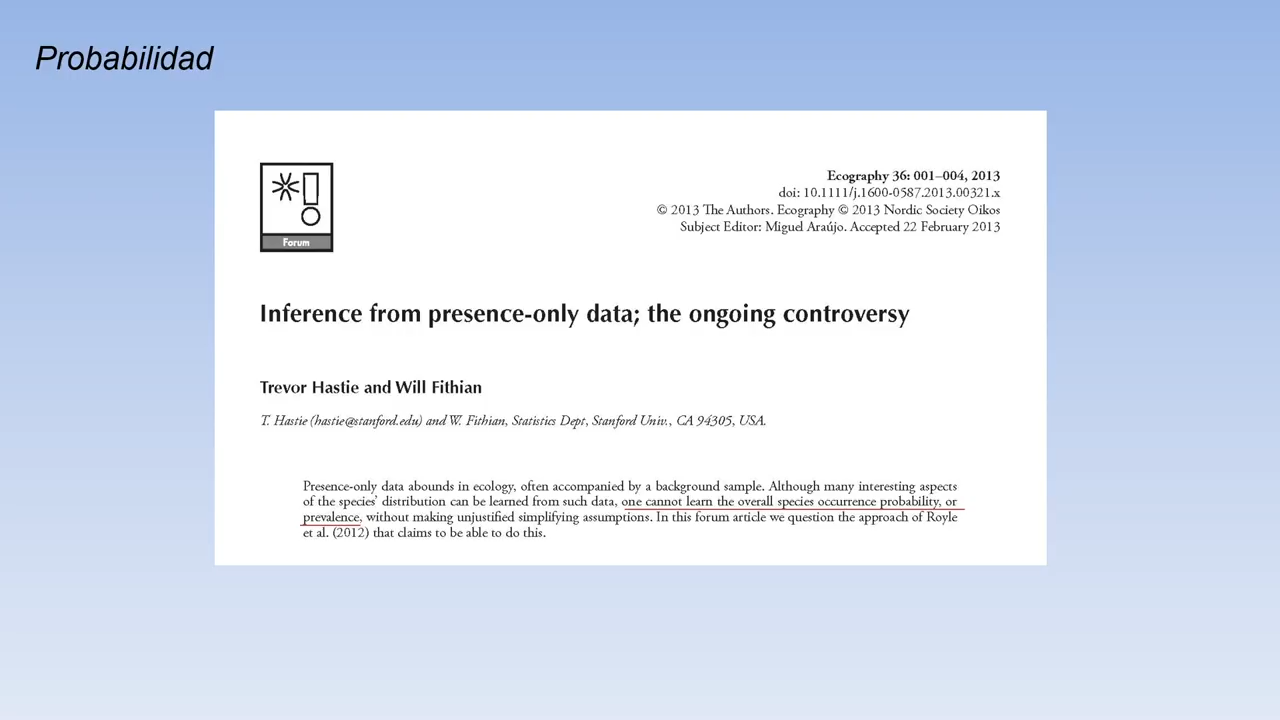 Probabilidad
Forum
Ecography 36: 001–004, 2013
doi: 10.1111/j.1600-0587.2013.00321.x
© 2013 The Authors. Ecography © 2013 Nordic Society Oikos
Subject Editor: Miguel Araújo. Accepted 22 February 2013
Inference from presence-only data; the ongoing controversy
Trevor Hastie and Will Fithian
T. Hastie (hastie@stanford.edu) and W. Fithian, Statistics Dept, Stanford Univ., CA 94305, USA.
Presence-only data abounds in ecology, often accompanied by a background sample. Although many interesting aspects
of the species’ distribution can be learned from such data, one cannot learn the overall species occurrence probability, or
prevalence, without making unjustified simplifying assumptions. In this forum article we question the approach of Royle
et al. (2012) that claims to be able to do this.